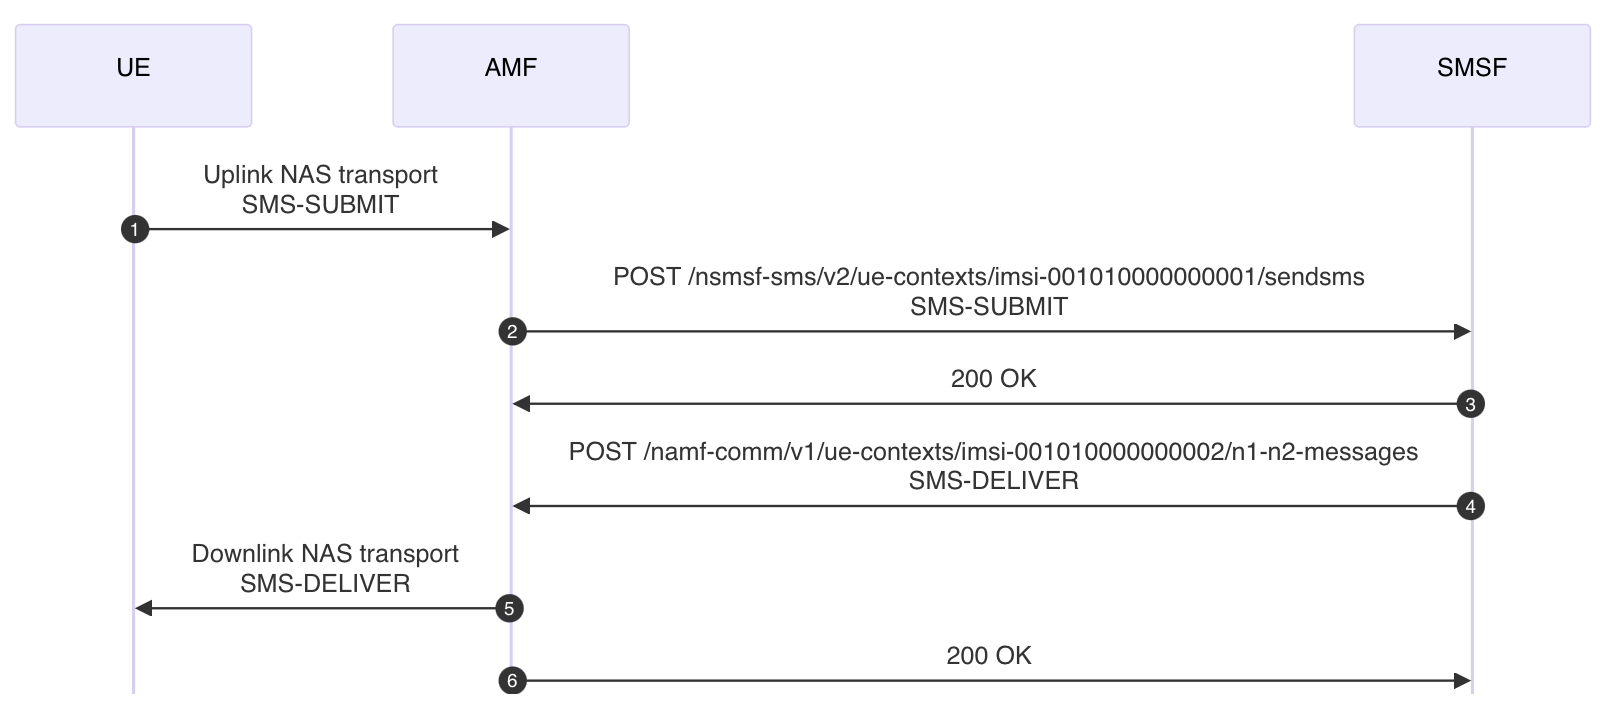 UE
AMF
SMSF
Uplink NAS transport
SMS-SUBMIT
1
POST /nsmsf-sms/v2/ue-contexts/imsi-001010000000001/sendsms
SMS-SUBMIT
2
200 OK
3
POST /namf-comm/v1/ue-contexts/imsi-001010000000002/n1-n2-messages
SMS-DELIVER
4
Downlink NAS transport
SMS-DELIVER
5
200 OK
6